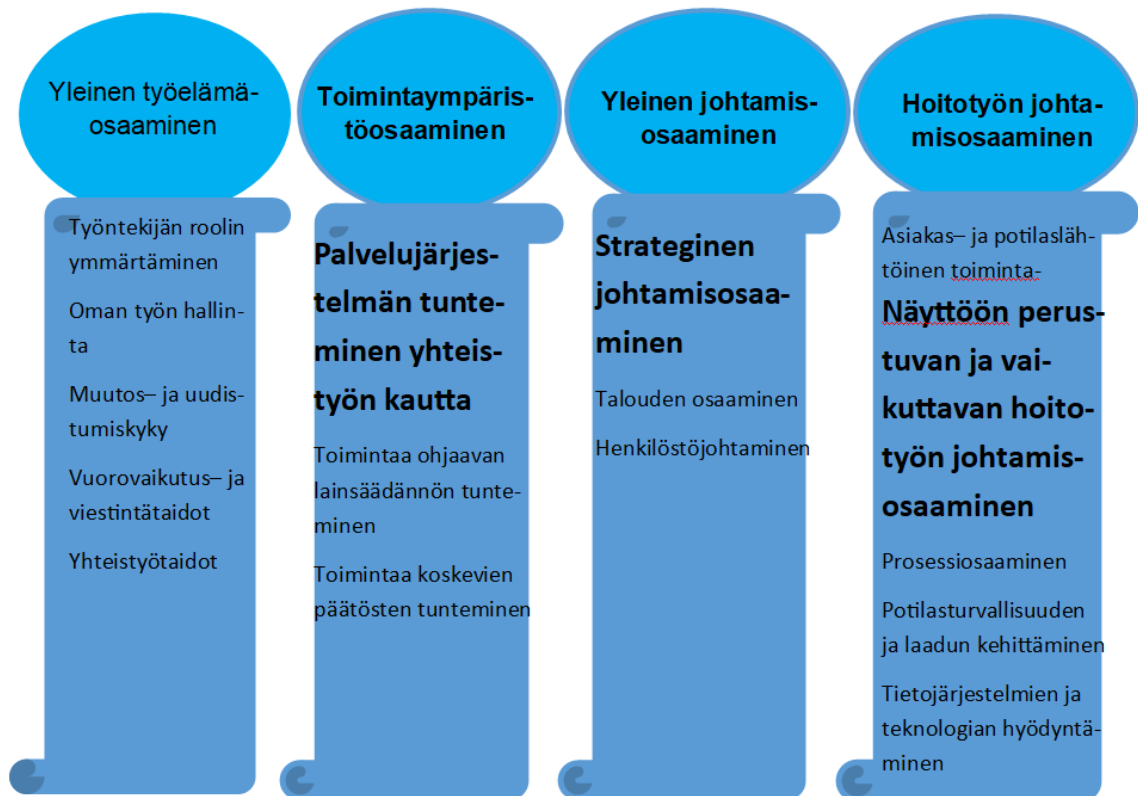 Yleinen työelämä-
osaaminen
Työntekijän roolin
ymmärtäminen
Oman työn hallin-
ta
Muutos– ja uudis-
tumiskyky
Vuorovaikutus– ja
viestintätaidot
Yhteistyötaidot
Toimintaympäris-
töosaaminen
Palvelujärjes-
telmän tunte-
minen yhteis-
työn kautta
Toimintaa ohjaavan
lainsäädännön tunte-
minen
Toimintaa koskevien
päätösten tunteminen
Yleinen johtamis-
osaaminen
Strateginen
johtamisosaa-
minen
Talouden osaaminen
Henkilöstöjohtaminen
Hoitotyön johta-
misosaaminen
Asiakas– ja potilasläh-
töinen toiminta-
Näyttöön perus-
tuvan ja vai-
kuttavan hoito-
työn johtamis-
osaaminen
Prosessiosaaminen
Potilasturvallisuuden
ja laadun kehittäminen
Tietojärjestelmien ja
teknologian hyödyntä-
minen